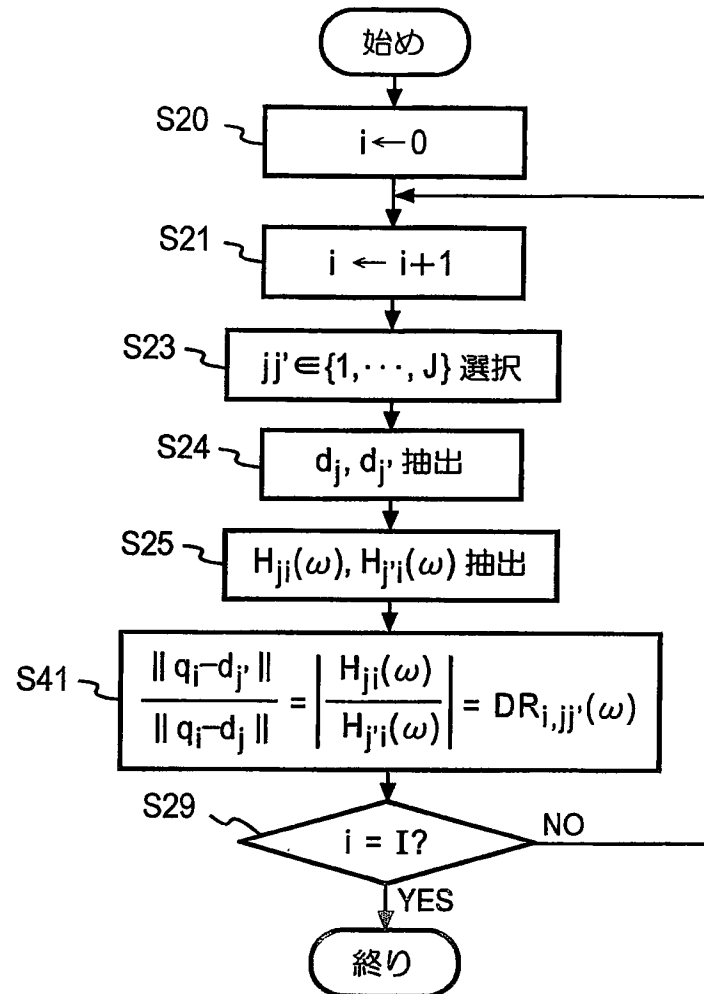 始め
S20
i ← 0
S21
i ← i+1
S23
jj' ∈ {1, ···, J} 選択
S24
dj, dj' 抽出
S25
Hji(ω), Hj'i(ω) 抽出
S41
‖ qi−dj' ‖ / ‖ qi−dj ‖ = | Hji(ω) / Hj'i(ω) | = DRi,jj'(ω)
S29
i = I?
NO
YES
終り